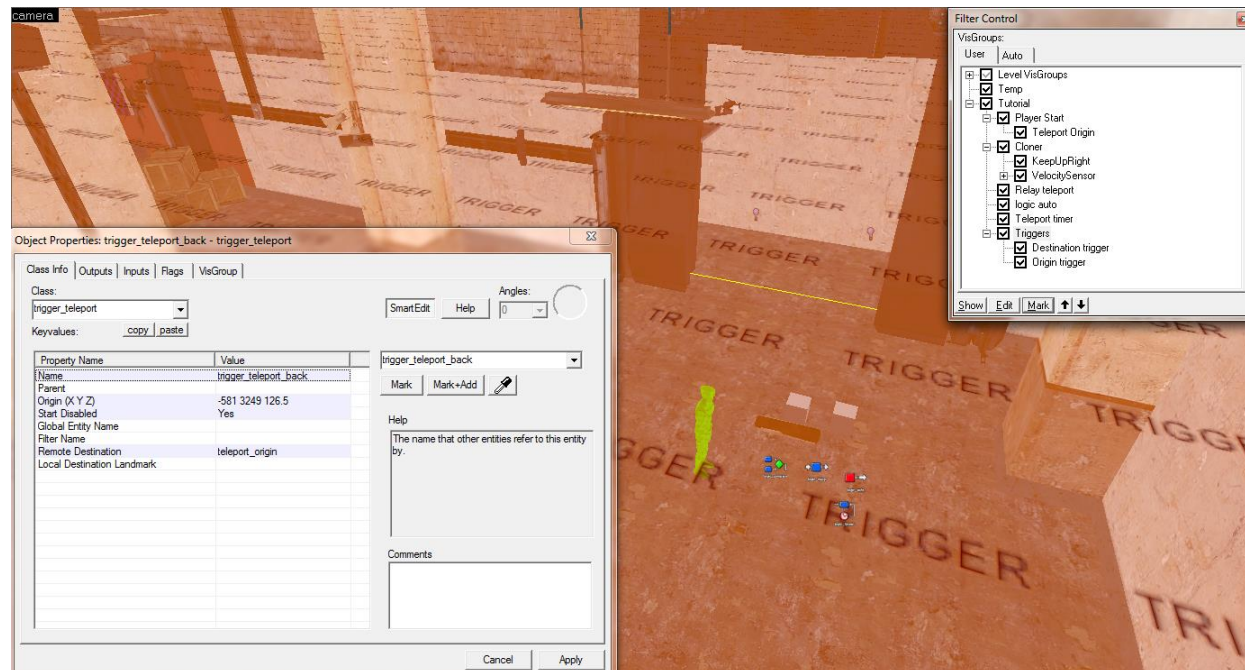 camera
TRIGGER
TRIGGER
TRIGGER
TRIGGER
TRIGGER
TRIGGER
TRIGGER
TRIGGER
TRIGGER
Filter Control
VisGroups:
User Auto
Level VisGroups
Temp
Tutorial
Player Start
Teleport Origin
Cloner
KeepUpRight
VelocitySensor
Relay teleport
logic auto
Teleport timer
Triggers
Destination trigger
Origin trigger
Show Edit Mark
Object Properties: trigger_teleport_back - trigger_teleport
Class Info Outputs Inputs Flags VisGroup
Class:
trigger_teleport
SmartEdit Help
Angles:
0
Keyvalues: copy paste
Property Name Value
Name trigger_teleport_back
Parent
Origin (X Y Z) -581 3249 126.5
Start Disabled Yes
Global Entity Name
Filter Name
Remote Destination teleport_origin
Local Destination Landmark
trigger_teleport_back
Mark Mark+Add
Help
The name that other entities refer to this entity
by.
Comments
Cancel Apply